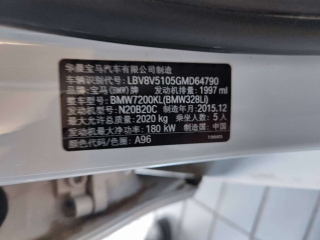 华晨宝马汽车有限公司制造
车辆识别代号: LBV8V5105GMD64790
品牌: 宝马(BMW)牌 发动机排量: 1997 ml
整车型号: BMW7200KL(BMW328Li)
发动机型号: N20B20C 制造年月: 2015.12
最大允许总质量: 2020 kg 乘坐人数: 5 人
发动机最大净功率: 180 kW 制造国: 中国
颜色代码/色漆: A96